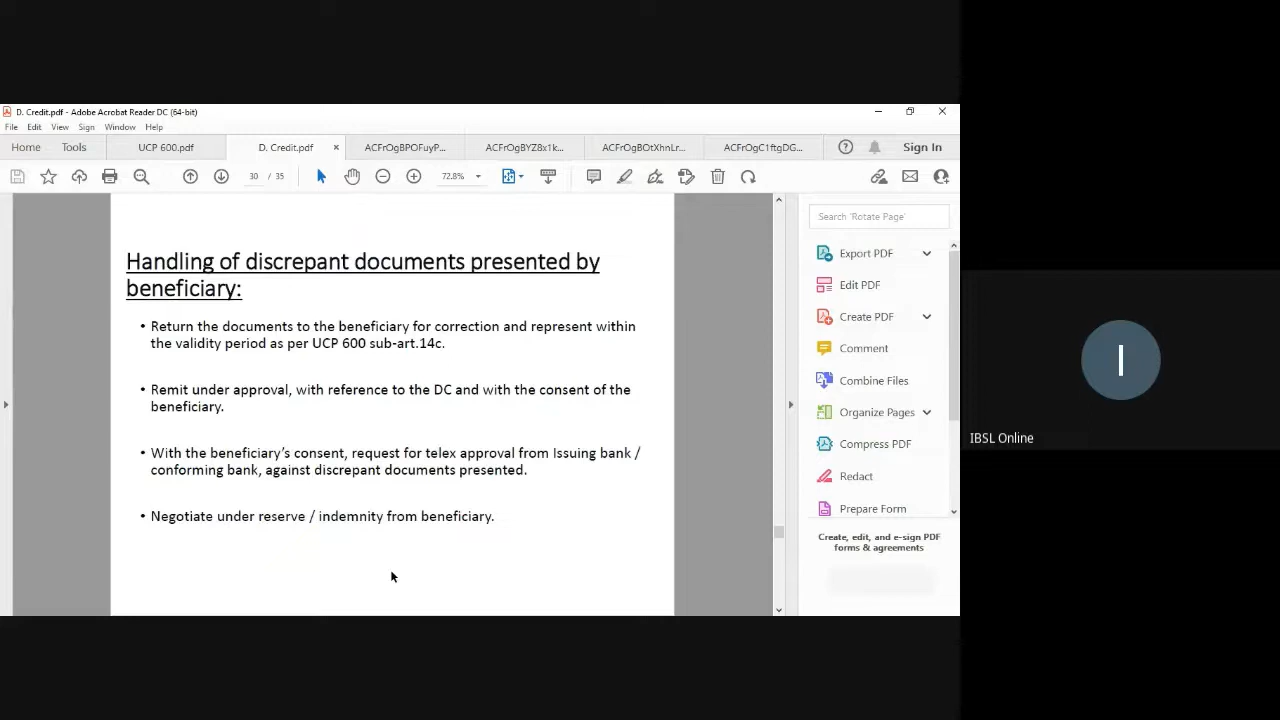 D. Credit.pdf - Adobe Acrobat Reader DC (64-bit)
File Edit View Sign Window Help
Home Tools UCP 600.pdf D. Credit.pdf × ACFrOgBPOFuyP... ACFrOgBYZ8x1k... ACFrOgBOtXhnLr... ACFrOgC1ftgDG... Sign In
30 / 35 72.8%
Handling of discrepant documents presented by
beneficiary:
• Return the documents to the beneficiary for correction and represent within
the validity period as per UCP 600 sub-art.14c.
• Remit under approval, with reference to the DC and with the consent of the
beneficiary.
• With the beneficiary’s consent, request for telex approval from Issuing bank /
conforming bank, against discrepant documents presented.
• Negotiate under reserve / indemnity from beneficiary.
Search 'Rotate Page'
Export PDF
Edit PDF
Create PDF
Comment
Combine Files
Organize Pages
Compress PDF
Redact
Prepare Form
Create, edit, and e-sign PDF
forms & agreements
I
IBSL Online